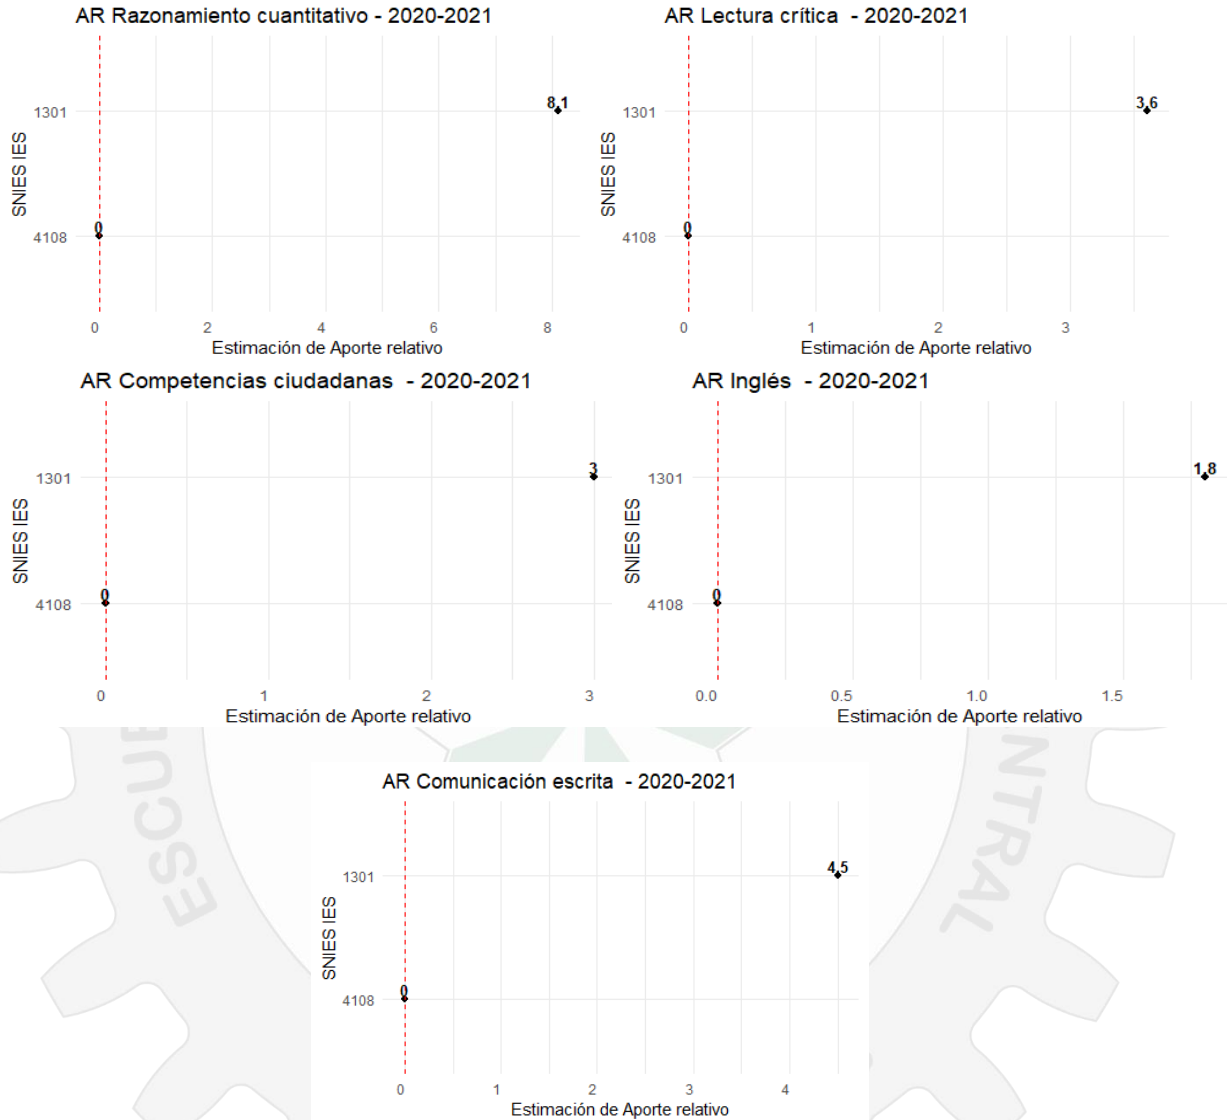 AR Razonamiento cuantitativo - 2020-2021
8,1
1301
SNIES IES
0
4108
0 2 4 6 8
Estimación de Aporte relativo
AR Lectura crítica - 2020-2021
3,6
1301
SNIES IES
0
4108
0 1 2 3
Estimación de Aporte relativo
AR Competencias ciudadanas - 2020-2021
3
1301
SNIES IES
0
4108
0 1 2 3
Estimación de Aporte relativo
AR Inglés - 2020-2021
1,8
1301
SNIES IES
0
4108
0.0 0.5 1.0 1.5
Estimación de Aporte relativo
ESCUE
NTRAL
AR Comunicación escrita - 2020-2021
4,5
1301
SNIES IES
0
4108
0 1 2 3 4
Estimación de Aporte relativo